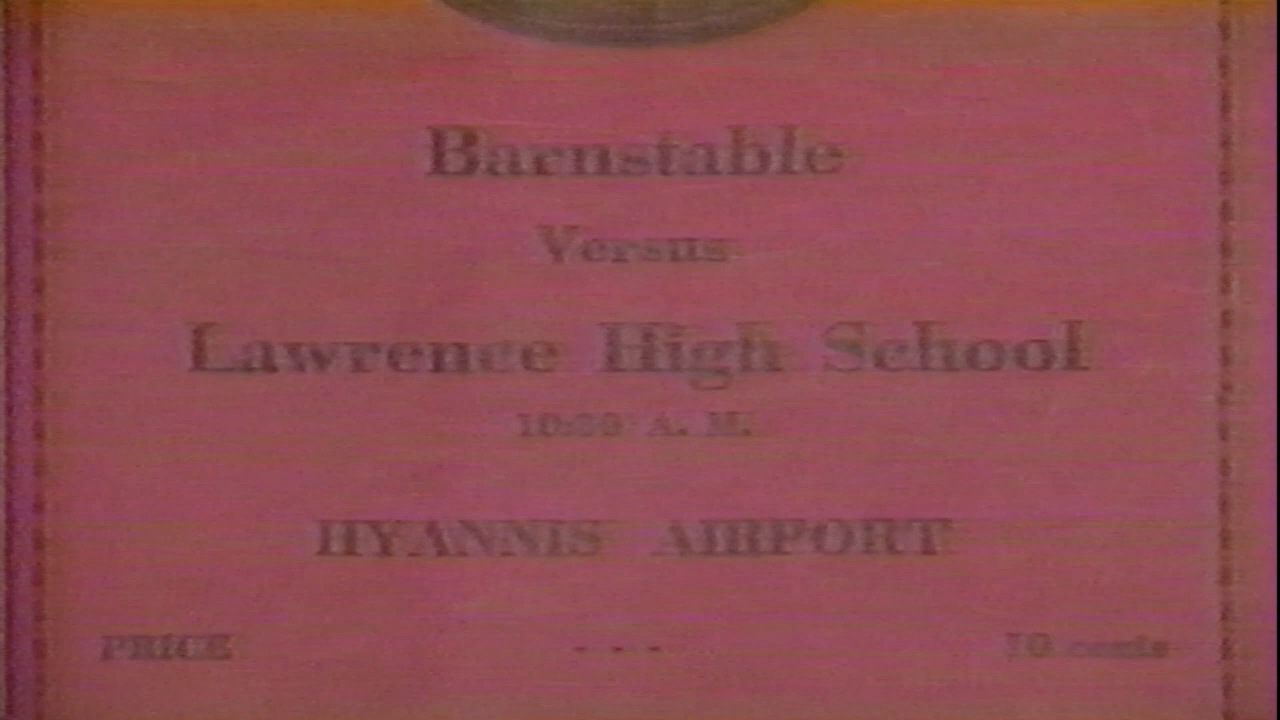 Barnstable
Versus
Lawrence High School
10:00 A. M.
HYANNIS AIRPORT
PRICE . . . 10 cents